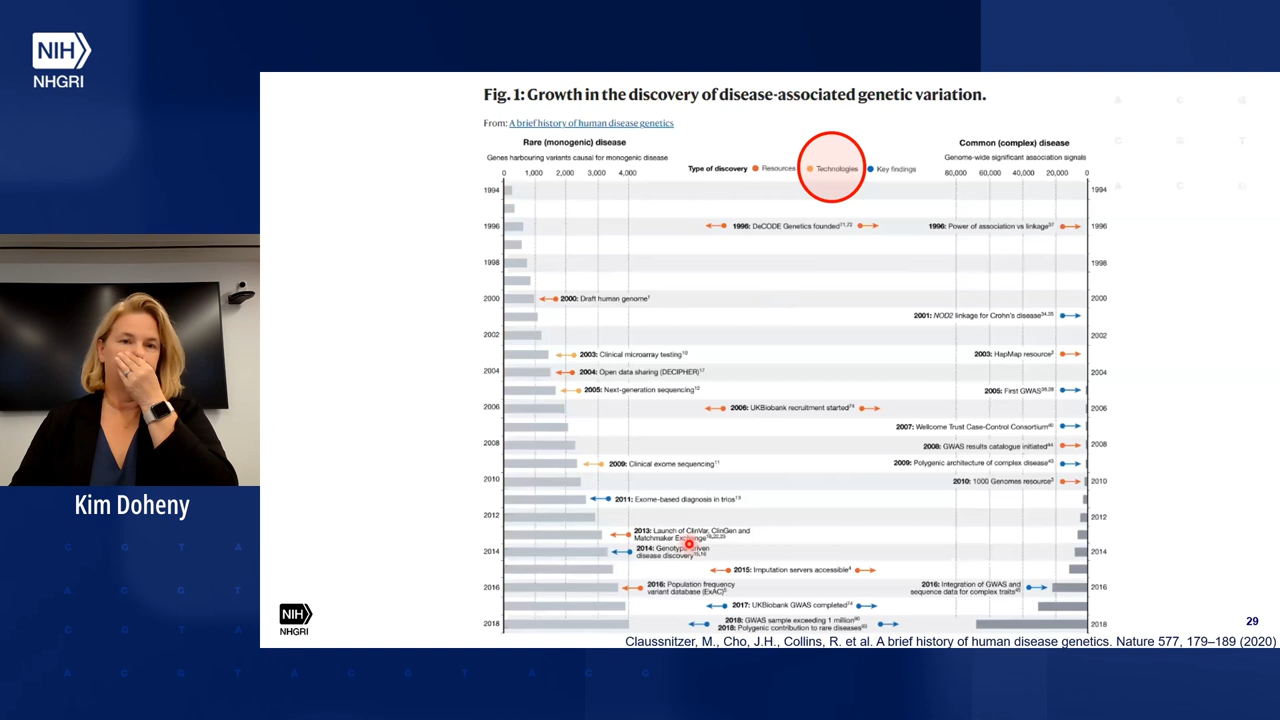 NIH
NHGRI
Fig. 1: Growth in the discovery of disease-associated genetic variation.
From: A brief history of human disease genetics
Rare (monogenic) disease
Common (complex) disease
Genes harbouring variants causal for monogenic disease
Genome-wide significant association signals
Type of discovery Resources Technologies Key findings
0 1,000 2,000 3,000 4,000
80,000 60,000 40,000 20,000 0
1994 1994
1996 1996: DeCODE Genetics founded 1996: Power of association vs linkage 1996
1998 1998
2000 2000: Draft human genome 2000
2001: NOD2 linkage for Crohn's disease
2002 2002
2003: Clinical microarray testing 2003: HapMap resource
2004 2004: Open data sharing (DECIPHER) 2004
2005: Next-generation sequencing 2005: First GWAS
2006 2006: UKBiobank recruitment started 2006
2007: Wellcome Trust Case-Control Consortium
2008 2008: GWAS results catalogue initiated 2008
2009: Clinical exome sequencing 2009: Polygenic architecture of complex disease
2010 2010: 1000 Genomes resource 2010
2011: Exome-based diagnosis in trios
2012 2012
2013: Launch of ClinVar, ClinGen and
Matchmaker
2014 2014: 2014
disease discovery
2015: Imputation servers accessible
2016 2016: Population frequency 2016: Integration of GWAS and 2016
variant database (ExAC) sequence data for complex traits
2017: UKBiobank GWAS completed
2018 2018: GWAS sample exceeding 1 million 2018
2018: Polygenic contribution to rare diseases
Kim Doheny
NIH
NHGRI
29
Claussnitzer, M., Cho, J.H., Collins, R. et al. A brief history of human disease genetics. Nature 577, 179–189 (2020)
C G T A
A C G T A C G T A C G